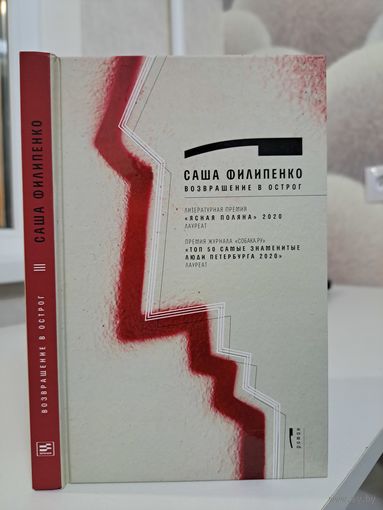 САША ФИЛИПЕНКО
ВОЗВРАЩЕНИЕ В ОСТРОГ
САША ФИЛИПЕНКО
ВОЗВРАЩЕНИЕ В ОСТРОГ
ЛИТЕРАТУРНАЯ ПРЕМИЯ
«ЯСНАЯ ПОЛЯНА» 2020
ЛАУРЕАТ
ПРЕМИЯ ЖУРНАЛА «СОБАКА.RU»
«ТОП 50 САМЫЕ ЗНАМЕНИТЫЕ
ЛЮДИ ПЕТЕРБУРГА 2020»
ЛАУРЕАТ